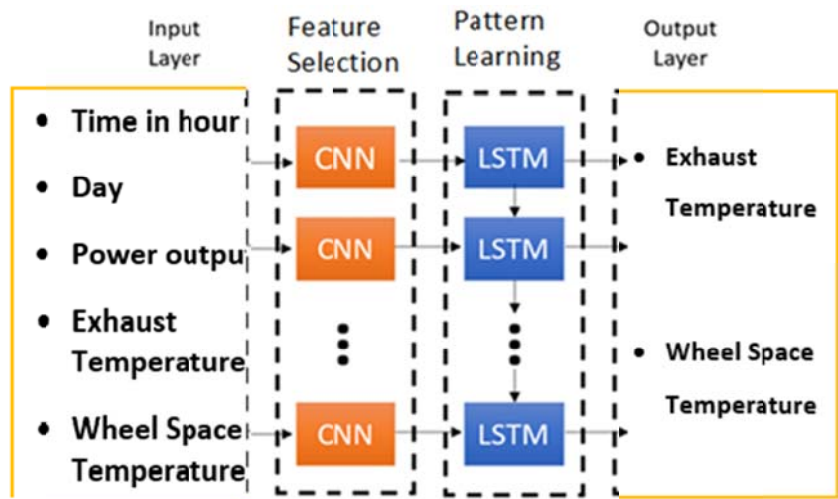 Input
Layer
Feature
Selection
Pattern
Learning
Output
Layer
• Time in hour
• Day
• Power outpu
• Exhaust
Temperature
• Wheel Space
Temperature
CNN
CNN
CNN
LSTM
LSTM
LSTM
• Exhaust
Temperature
• Wheel Space
Temperature